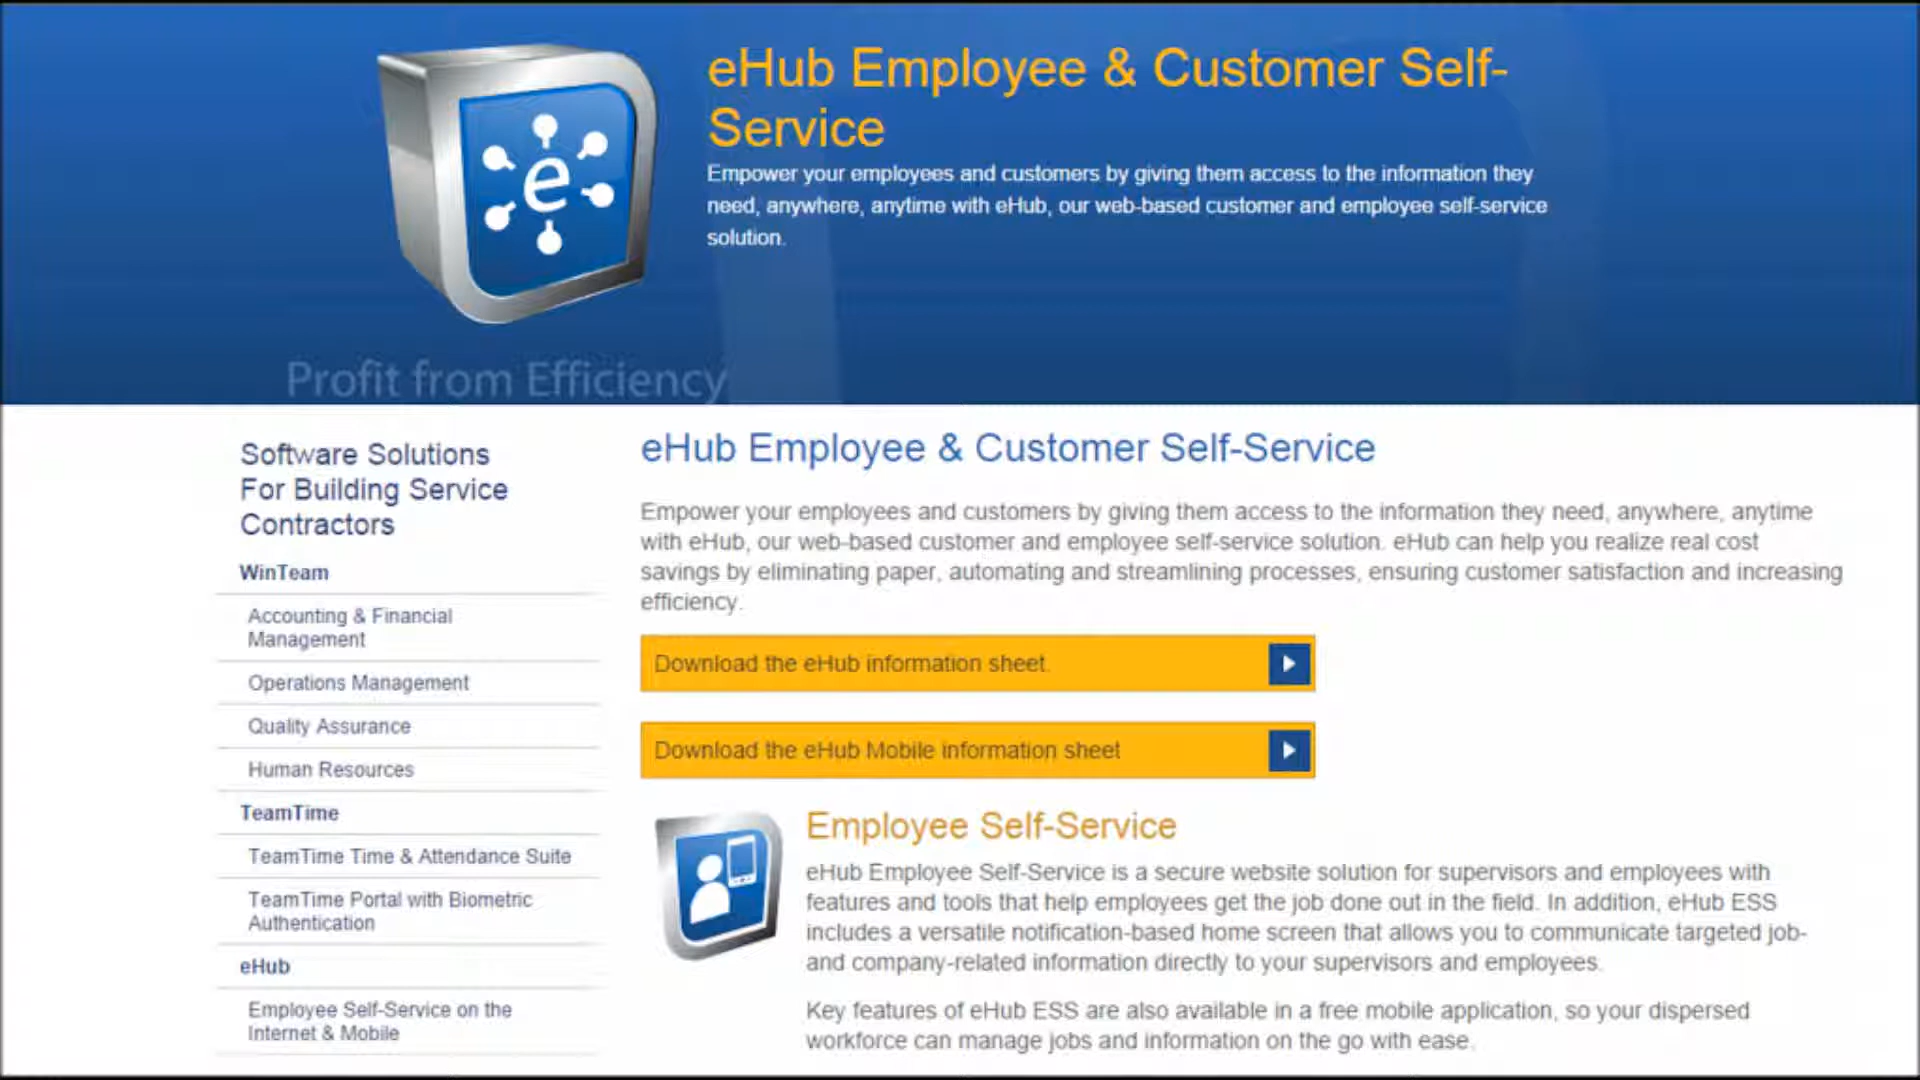 eHub Employee & Customer Self-
Service
Empower your employees and customers by giving them access to the information they
need, anywhere, anytime with eHub, our web-based customer and employee self-service
solution.
e
Profit from Efficiency
Software Solutions
For Building Service
Contractors
WinTeam
Accounting & Financial
Management
Operations Management
Quality Assurance
Human Resources
TeamTime
TeamTime Time & Attendance Suite
TeamTime Portal with Biometric
Authentication
eHub
Employee Self-Service on the
Internet & Mobile
eHub Employee & Customer Self-Service
Empower your employees and customers by giving them access to the information they need, anywhere, anytime
with eHub, our web-based customer and employee self-service solution. eHub can help you realize real cost
savings by eliminating paper, automating and streamlining processes, ensuring customer satisfaction and increasing
efficiency.
Download the eHub information sheet.
Download the eHub Mobile information sheet
Employee Self-Service
eHub Employee Self-Service is a secure website solution for supervisors and employees with
features and tools that help employees get the job done out in the field. In addition, eHub ESS
includes a versatile notification-based home screen that allows you to communicate targeted job-
and company-related information directly to your supervisors and employees.
Key features of eHub ESS are also available in a free mobile application, so your dispersed
workforce can manage jobs and information on the go with ease.